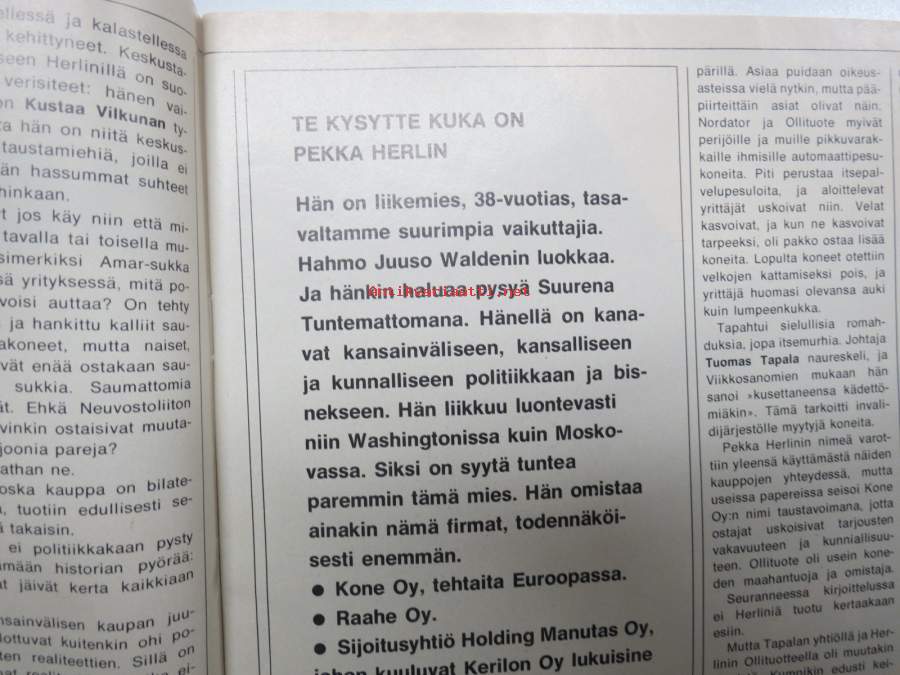 ellessä ja kalastellessa
kehittyneet. Keskusta-
seen Herlinillä on suo-
verisiteet: hänen vai-
on Kustaa Vilkunan ty-
ta hän on niitä keskus-
taustamiehiä, joilla ei
än hassummat suhteet
hinkaan.
t jos käy niin että mi-
tavalla tai toisella mu-
simerkiksi Amar-sukka
sä yrityksessä, mitä po-
voisi auttaa? On tehty
ja hankittu kalliit sau-
akoneet, mutta naiset,
vät enää ostakaan sau-
sukkia. Saumattomia
ät. Ehkä Neuvostoliiton
vinkin ostaisivat muuta-
joonia pareja?
athan ne.
oska kauppa on bilate-
, tuotiin edullisesti se-
ä takaisin.
ei politiikkakaan pysty
mään historian pyörää:
at jäivät kerta kaikkiaan
nsainvälisen kaupan juu-
lottuvat kuitenkin ohi po-
ten realiteettien. Sillä on
TE KYSYTTE KUKA ON
PEKKA HERLIN
Hän on liikemies, 38-vuotias, tasa-
valtamme suurimpia vaikuttajia.
Hahmo Juuso Waldenin luokkaa.
Ja hänkin haluaa pysyä Suurena
Tuntemattomana. Hänellä on kana-
vat kansainväliseen, kansalliseen
ja kunnalliseen politiikkaan ja bis-
nekseen. Hän liikkuu luontevasti
niin Washingtonissa kuin Mosko-
vassa. Siksi on syytä tuntea
paremmin tämä mies. Hän omistaa
ainakin nämä firmat, todennäköi-
sesti enemmän.
● Kone Oy, tehtaita Euroopassa.
● Raahe Oy.
● Sijoitusyhtiö Holding Manutas Oy,
johon kuuluvat Kerilon Oy lukuisine
pärillä. Asiaa puidaan oikeus-
asteissa vielä nytkin, mutta pää-
piirteittäin asiat olivat näin.
Nordator ja Ollituote myivät
perijöille ja muille pikkuvarak-
kaille ihmisille automaattipesu-
koneita. Piti perustaa itsepal-
velupesuloita, ja aloittelevat
yrittäjät uskoivat niin. Velat
kasvoivat, ja kun ne kasvoivat
tarpeeksi, oli pakko ostaa lisää
koneita. Lopulta koneet otettiin
velkojen kattamiseksi pois, ja
yrittäjä huomasi olevansa auki
kuin lumpeenkukka.
Tapahtui sielullisia romah-
duksia, jopa itsemurhia. Johtaja
Tuomas Tapala naureskeli, ja
Viikkosanomien mukaan hän
sanoi »kusettaneensa kädettö-
miäkin». Tämä tarkoitti invali-
dijärjestölle myytyjä koneita.
Pekka Herlinin nimeä varot-
tiin yleensä käyttämästä näiden
kauppojen yhteydessä, mutta
useissa papereissa seisoi Kone
Oy:n nimi taustavoimana, jotta
ostajat uskoisivat tarjousten
vakavuuteen ja kunniallisuu-
teen. Ollituote oli usein konei-
den maahantuoja ja omistaja.
Seuranneessa kirjoittelussa
ei Herliniä tuotu kertaakaan
esiin.
Mutta Tapalan yhtiöllä ja Her-
linin Ollituotteella oli muutakin
Kumpikin edusti kei-